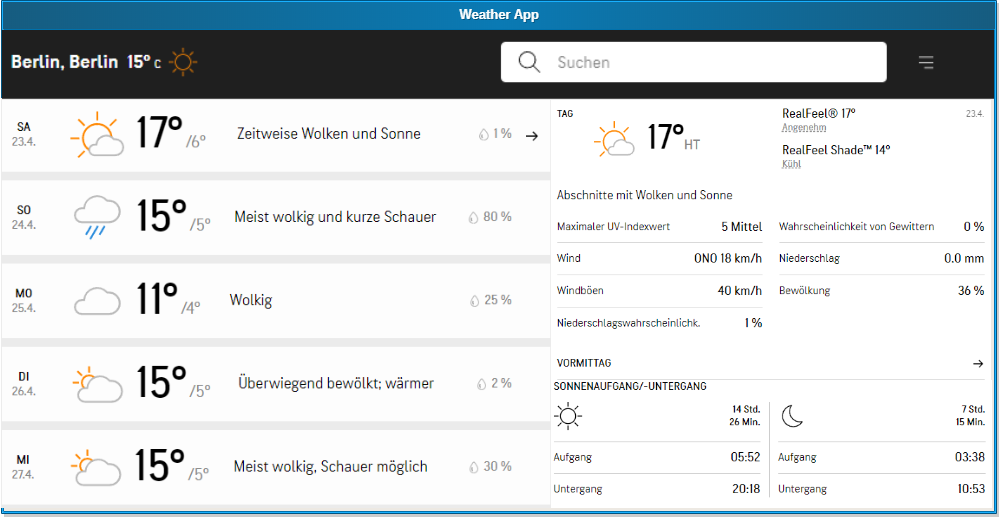 Weather App
Berlin, Berlin 15° C
Suchen
SA
23.4.
17° /6°
Zeitweise Wolken und Sonne
1 %
SO
24.4.
15° /5°
Meist wolkig und kurze Schauer
80 %
MO
25.4.
11° /4°
Wolkig
25 %
DI
26.4.
15° /5°
Überwiegend bewölkt; wärmer
2 %
MI
27.4.
15° /5°
Meist wolkig, Schauer möglich
30 %
TAG
17° HT
RealFeel® 17°
Angenehm
RealFeel Shade™ 14°
Kühl
23.4.
Abschnitte mit Wolken und Sonne
Maximaler UV-Indexwert 5 Mittel
Wind ONO 18 km/h
Windböen 40 km/h
Niederschlagswahrscheinlichk. 1 %
Wahrscheinlichkeit von Gewittern 0 %
Niederschlag 0.0 mm
Bewölkung 36 %
VORMITTAG
SONNENAUFGANG/-UNTERGANG
14 Std.
26 Min.
Aufgang 05:52
Untergang 20:18
7 Std.
15 Min.
Aufgang 03:38
Untergang 10:53